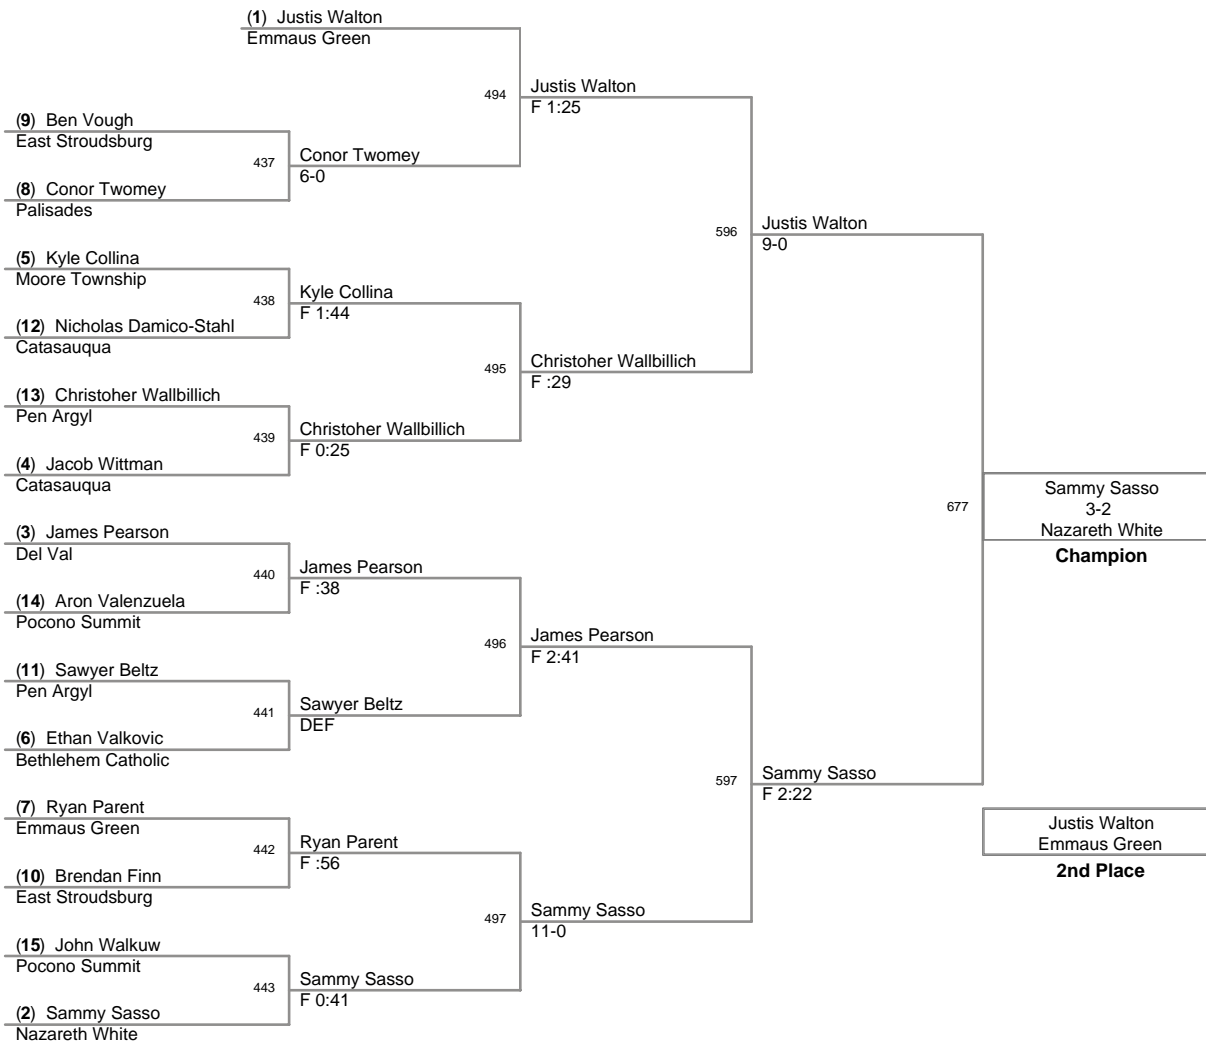 (1) Justis Walton
Emmaus Green
494
Justis Walton
F 1:25
(9) Ben Vough
East Stroudsburg
437
Conor Twomey
6-0
(8) Conor Twomey
Palisades
596
Justis Walton
9-0
(5) Kyle Collina
Moore Township
438
Kyle Collina
F 1:44
(12) Nicholas Damico-Stahl
Catasauqua
495
Christoher Wallbillich
F :29
(13) Christoher Wallbillich
Pen Argyl
439
Christoher Wallbillich
F 0:25
(4) Jacob Wittman
Catasauqua
677
Sammy Sasso
3-2
Nazareth White
Champion
(3) James Pearson
Del Val
440
James Pearson
F :38
(14) Aron Valenzuela
Pocono Summit
496
James Pearson
F 2:41
(11) Sawyer Beltz
Pen Argyl
441
Sawyer Beltz
DEF
(6) Ethan Valkovic
Bethlehem Catholic
597
Sammy Sasso
F 2:22
(7) Ryan Parent
Emmaus Green
442
Ryan Parent
F :56
Justis Walton
Emmaus Green
2nd Place
(10) Brendan Finn
East Stroudsburg
497
Sammy Sasso
11-0
(15) John Walkuw
Pocono Summit
443
Sammy Sasso
F 0:41
(2) Sammy Sasso
Nazareth White